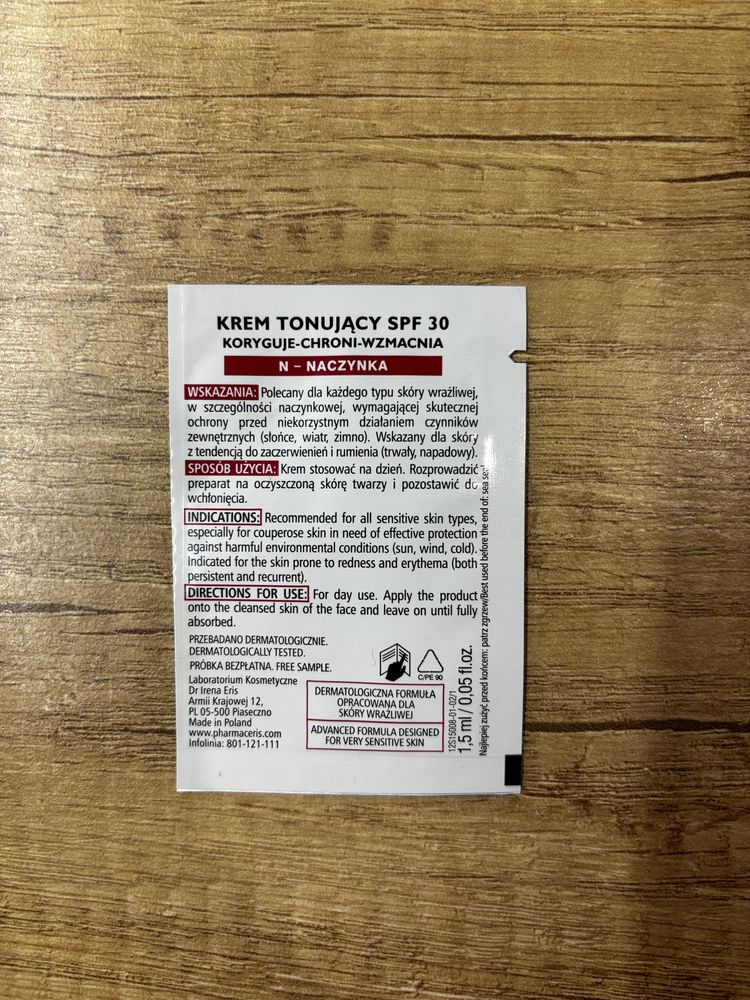 KREM TONUJĄCY SPF 30
KORYGUJE-CHRONI-WZMACNIA
N – NACZYNKA
WSKAZANIA: Polecany dla każdego typu skóry wrażliwej,
w szczególności naczynkowej, wymagającej skutecznej
ochrony przed niekorzystnym działaniem czynników
zewnętrznych (słońce, wiatr, zimno). Wskazany dla skóry
z tendencją do zaczerwienień i rumienia (trwały, napadowy).
SPOSÓB UŻYCIA: Krem stosować na dzień. Rozprowadzić
preparat na oczyszczoną skórę twarzy i pozostawić do
wchłonięcia.
INDICATIONS: Recommended for all sensitive skin types,
especially for couperose skin in need of effective protection
against harmful environmental conditions (sun, wind, cold).
Indicated for the skin prone to redness and erythema (both
persistent and recurrent).
DIRECTIONS FOR USE: For day use. Apply the product
onto the cleansed skin of the face and leave on until fully
absorbed.
PRZEBADANO DERMATOLOGICZNIE.
DERMATOLOGICALLY TESTED.
PRÓBKA BEZPŁATNA. FREE SAMPLE.
Laboratorium Kosmetyczne
Dr Irena Eris
Armii Krajowej 12,
PL 05-500 Piaseczno
Made in Poland
www.pharmaceris.com
Infolinia: 801-121-111
C/PE 90
DERMATOLOGICZNA FORMUŁA
OPRACOWANA DLA
SKÓRY WRAŻLIWEJ
ADVANCED FORMULA DESIGNED
FOR VERY SENSITIVE SKIN
12S15008-01-02/1
1,5 ml / 0,05 fl.oz.
Najlepiej zużyć przed końcem: patrz zgrzew/Best used before the end of: see